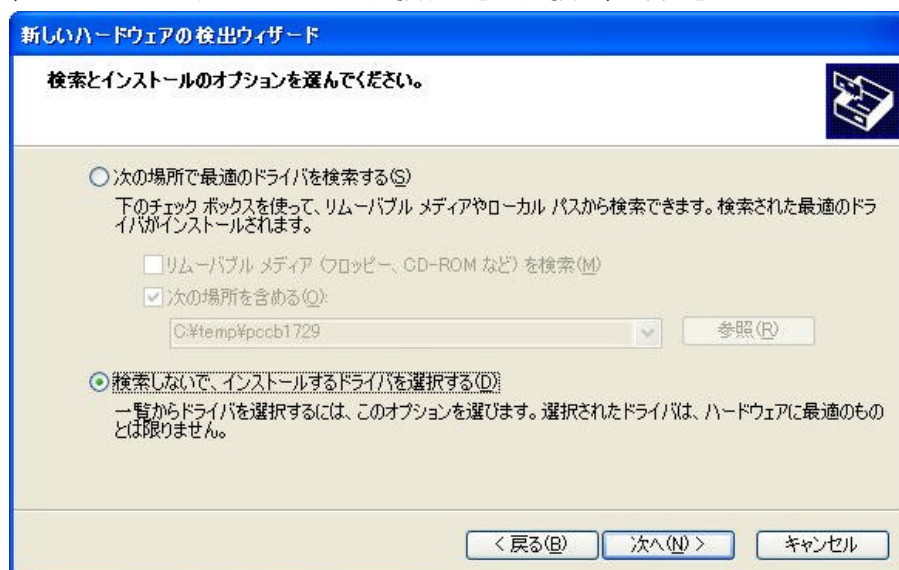 新しいハードウェアの検出ウィザード
検索とインストールのオプションを選んでください。
次の場所で最適のドライバを検索する(S)
下のチェック ボックスを使って、リムーバブル メディアやローカル パスから検索できます。検索された最適のドラ
イバがインストールされます。
リムーバブル メディア (フロッピー、CD-ROM など) を検索(M)
次の場所を含める(O):
C:¥temp¥pccb1729
参照(R)
検索しないで、インストールするドライバを選択する(D)
一覧からドライバを選択するには、このオプションを選びます。選択されたドライバは、ハードウェアに最適のもの
とは限りません。
< 戻る(B) 次へ(N) > キャンセル